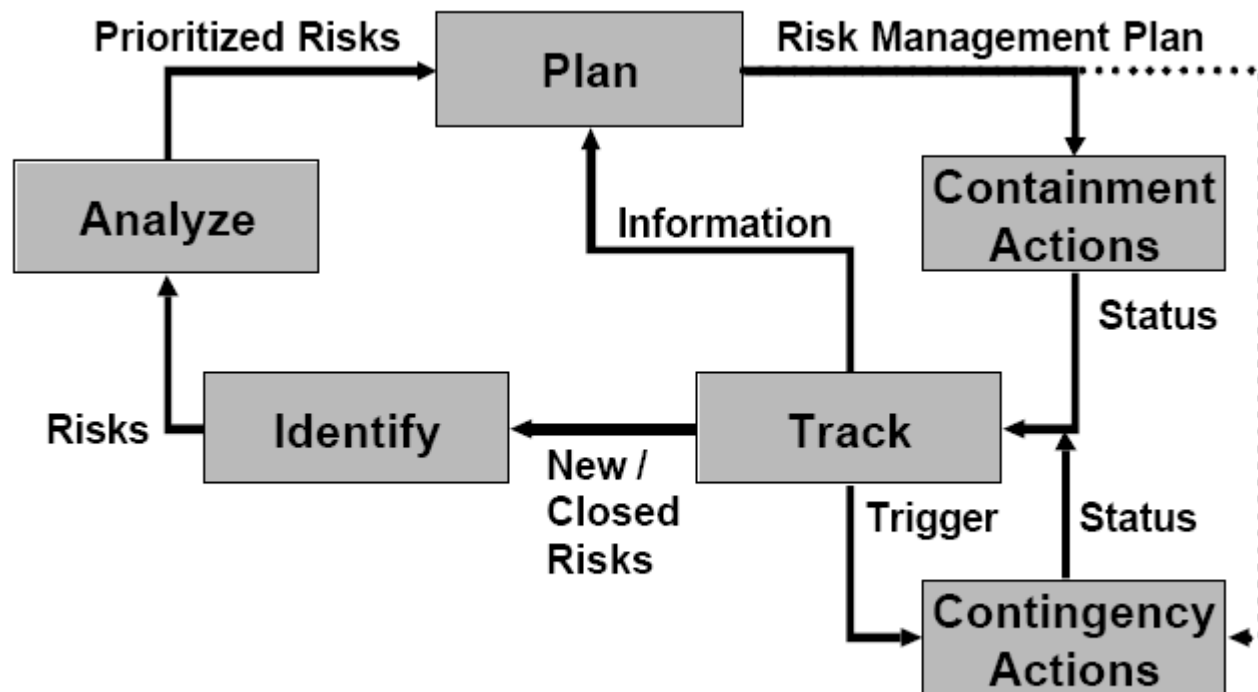 Prioritized Risks
Plan
Risk Management Plan
Analyze
Information
Containment
Actions
Status
Risks
Identify
New /
Closed
Risks
Track
Trigger
Status
Contingency
Actions